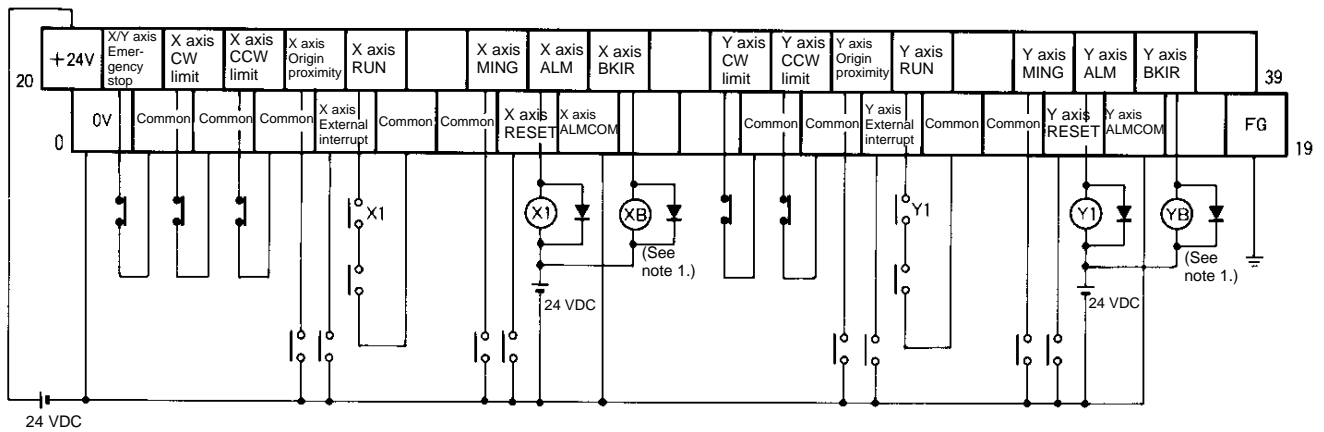 20
+24V
X/Y axis
Emer-
gency
stop
X axis
CW
limit
X axis
CCW
limit
X axis
Origin
proximity
X axis
RUN
X axis
MING
X axis
ALM
X axis
BKIR
Y axis
CW
limit
Y axis
CCW
limit
Y axis
Origin
proximity
Y axis
RUN
Y axis
MING
Y axis
ALM
Y axis
BKIR
39
0
0V
Common
Common
Common
X axis
External
interrupt
Common
Common
X axis
RESET
X axis
ALMCOM
Common
Common
Y axis
External
interrupt
Common
Common
Y axis
RESET
Y axis
ALMCOM
FG
19
X1
X1
XB
(See
note 1.)
24 VDC
Y1
Y1
YB
(See
note 1.)
24 VDC
24 VDC